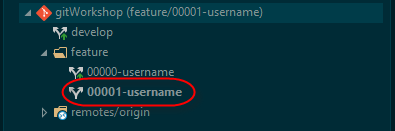 gitWorkshop (feature/00001-username)
develop
feature
00000-username
00001-username
remotes/origin